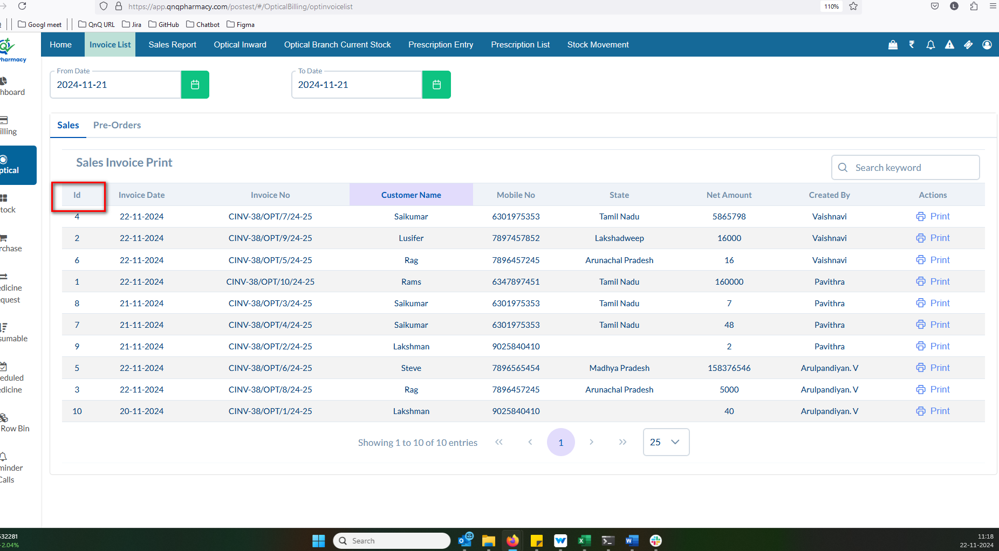 https://app.qnqpharmacy.com/postest/#/OpticalBilling/optinvoicelist
110%
L
Googl meet
QnQ URL
Jira
GitHub
Chatbot
Figma
Home
Invoice List
Sales Report
Optical Inward
Optical Branch Current Stock
Prescription Entry
Prescription List
Stock Movement
harmacy
hboard
illing
ptical
tock
rchase
edicine
quest
sumable
eduled
edicine
Row Bin
minder
Calls
From Date
2024-11-21
To Date
2024-11-21
Sales
Pre-Orders
Sales Invoice Print
Search keyword
Id Invoice Date Invoice No Customer Name Mobile No State Net Amount Created By Actions
4 22-11-2024 CINV-38/OPT/7/24-25 Saikumar 6301975353 Tamil Nadu 5865798 Vaishnavi Print
2 22-11-2024 CINV-38/OPT/9/24-25 Lusifer 7897457852 Lakshadweep 16000 Vaishnavi Print
6 22-11-2024 CINV-38/OPT/5/24-25 Rag 7896457245 Arunachal Pradesh 16 Vaishnavi Print
1 22-11-2024 CINV-38/OPT/10/24-25 Rams 6347897451 Tamil Nadu 160000 Pavithra Print
8 21-11-2024 CINV-38/OPT/3/24-25 Saikumar 6301975353 Tamil Nadu 7 Pavithra Print
7 21-11-2024 CINV-38/OPT/4/24-25 Saikumar 6301975353 Tamil Nadu 48 Pavithra Print
9 21-11-2024 CINV-38/OPT/2/24-25 Lakshman 9025840410 2 Pavithra Print
5 22-11-2024 CINV-38/OPT/6/24-25 Steve 7896565454 Madhya Pradesh 158376546 Arulpandiyan. V Print
3 22-11-2024 CINV-38/OPT/8/24-25 Rag 7896457245 Arunachal Pradesh 5000 Arulpandiyan. V Print
10 20-11-2024 CINV-38/OPT/1/24-25 Lakshman 9025840410 40 Arulpandiyan. V Print
Showing 1 to 10 of 10 entries
1
25
532281
-2.04%
Search
11:18
22-11-2024